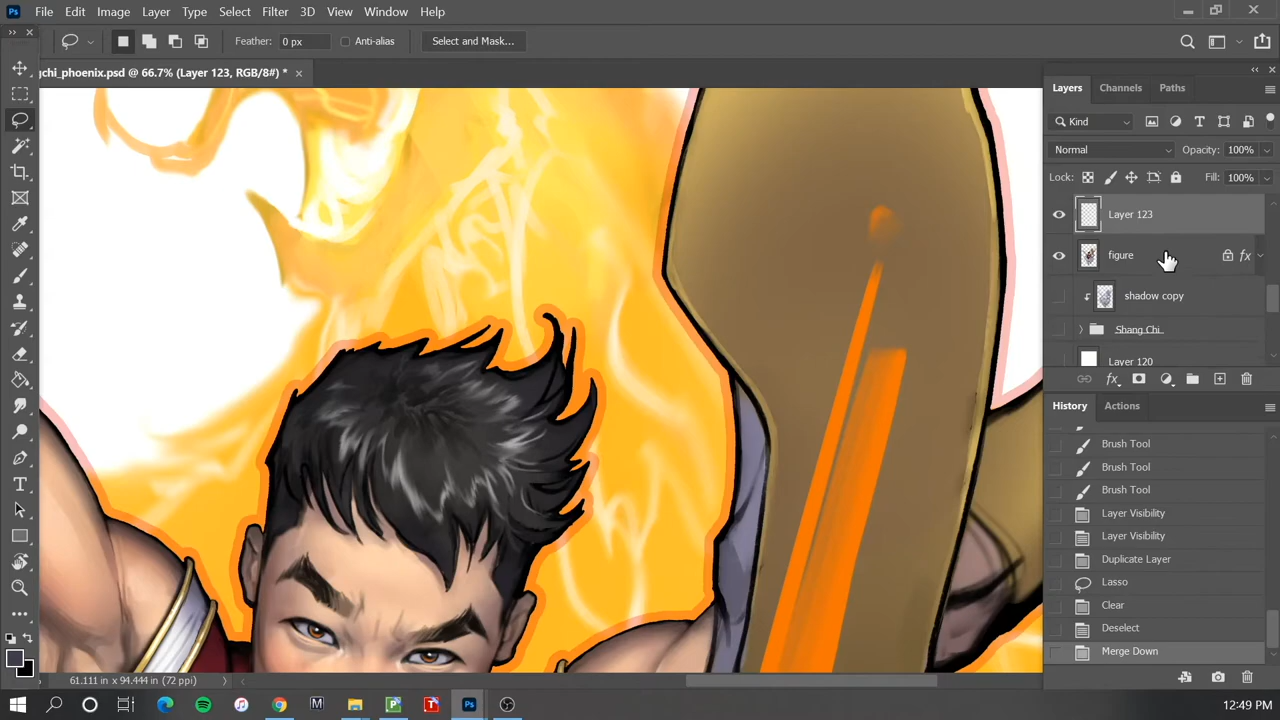 Ps File Edit Image Layer Type Select Filter 3D View Window Help
Feather: 0 px Anti-alias Select and Mask...
gchi_phoenix.psd @ 66.7% (Layer 123, RGB/8#) * ×
Layers Channels Paths
Kind
Normal Opacity: 100%
Lock: Fill: 100%
Layer 123
figure fx
shadow copy
Shang Chi
Layer 120
fx
History Actions
Brush Tool
Brush Tool
Brush Tool
Layer Visibility
Layer Visibility
Duplicate Layer
Lasso
Clear
Deselect
Merge Down
61.111 in x 94.444 in (72 ppi)
12:49 PM